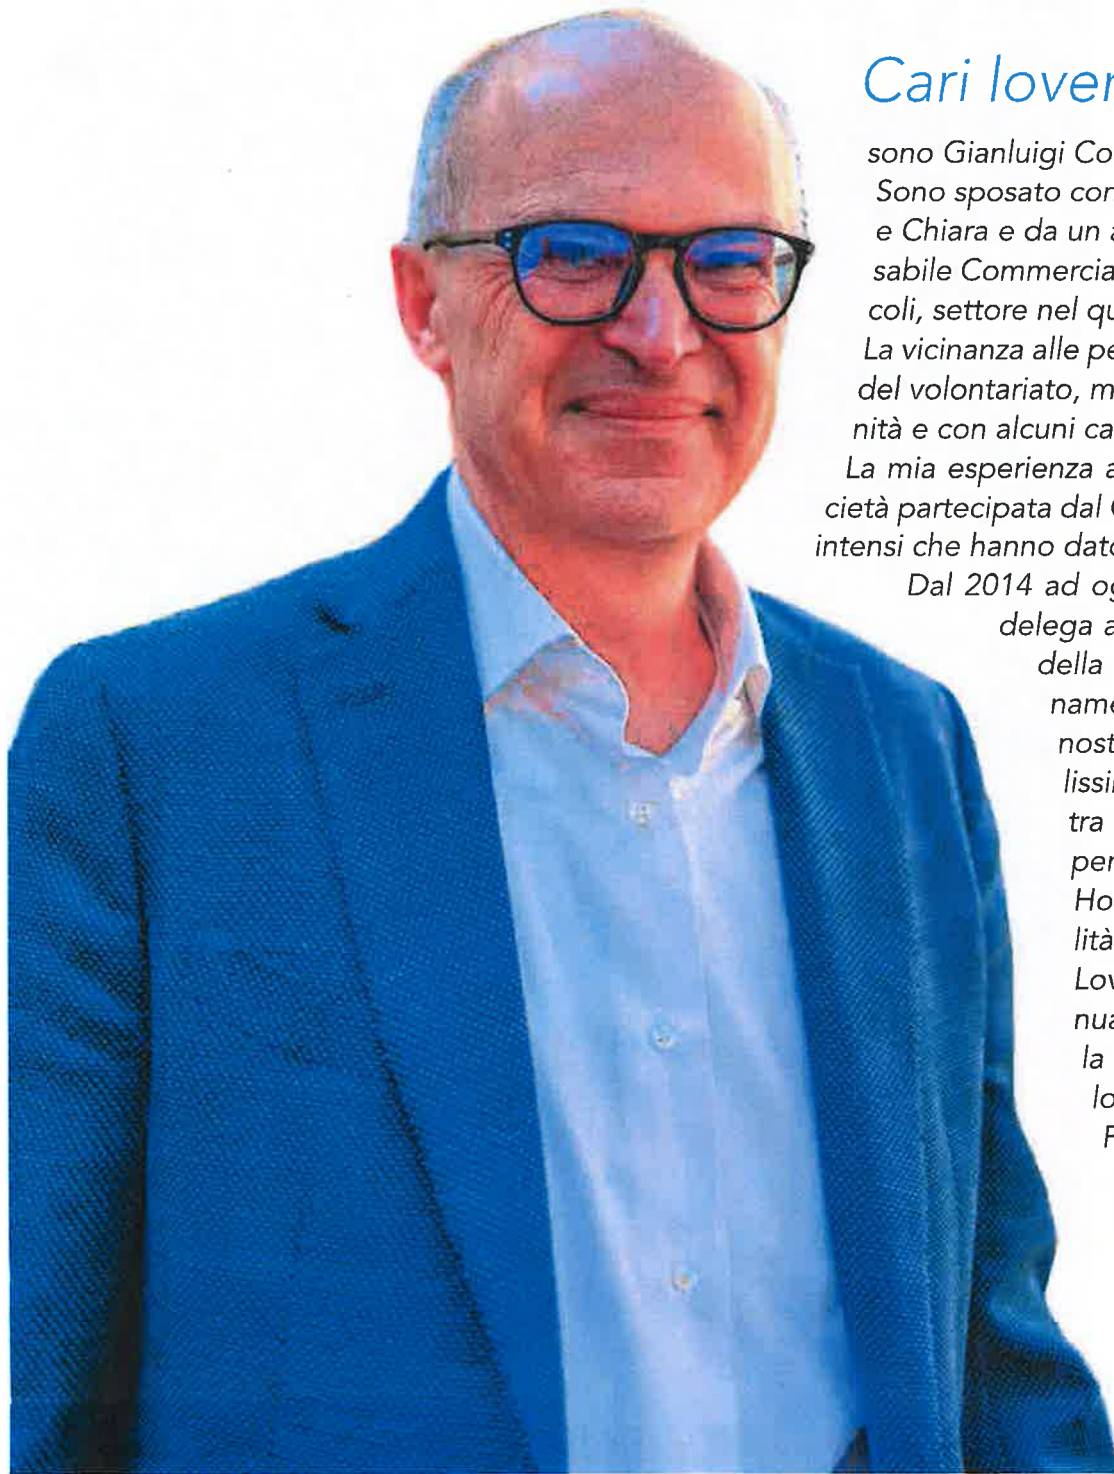 Cari lover
sono Gianluigi Co
Sono sposato con
e Chiara e da un a
sabile Commercia
coli, settore nel qu
La vicinanza alle pe
del volontariato, m
nità e con alcuni ca
La mia esperienza a
cietà partecipata dal
intensi che hanno dato
Dal 2014 ad og
delega a
della
name
nost
lissi
tra
per
Ho
lità
Lov
nua
la
lo